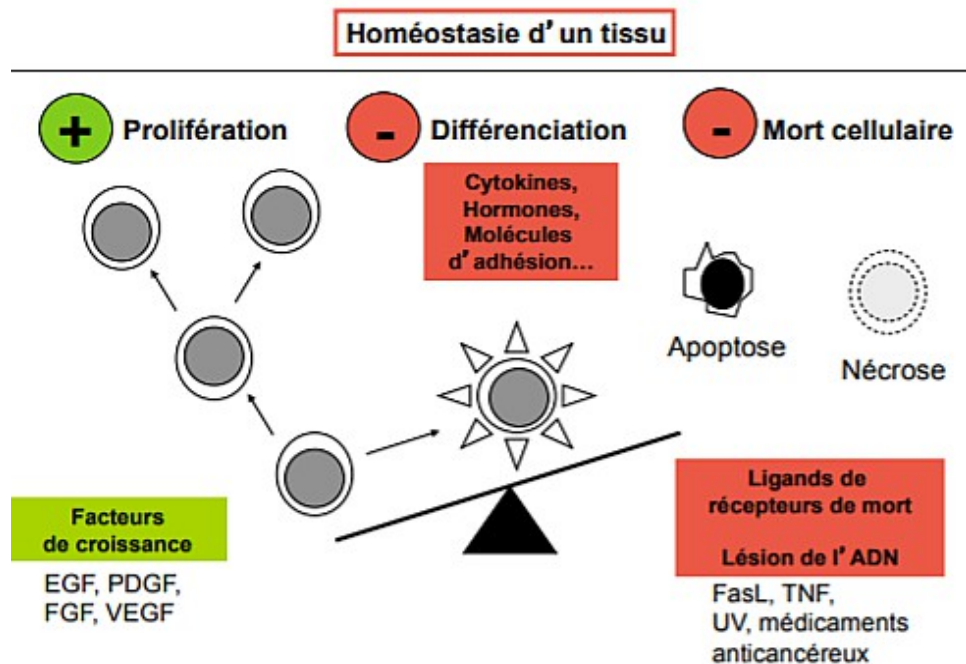 Homéostasie d' un tissu
+ Prolifération
- Différenciation
- Mort cellulaire
Cytokines,
Hormones,
Molécules
d' adhésion...
Apoptose
Nécrose
Facteurs
de croissance
EGF, PDGF,
FGF, VEGF
Ligands de
récepteurs de mort
Lésion de l' ADN
FasL, TNF,
UV, médicaments
anticancéreux